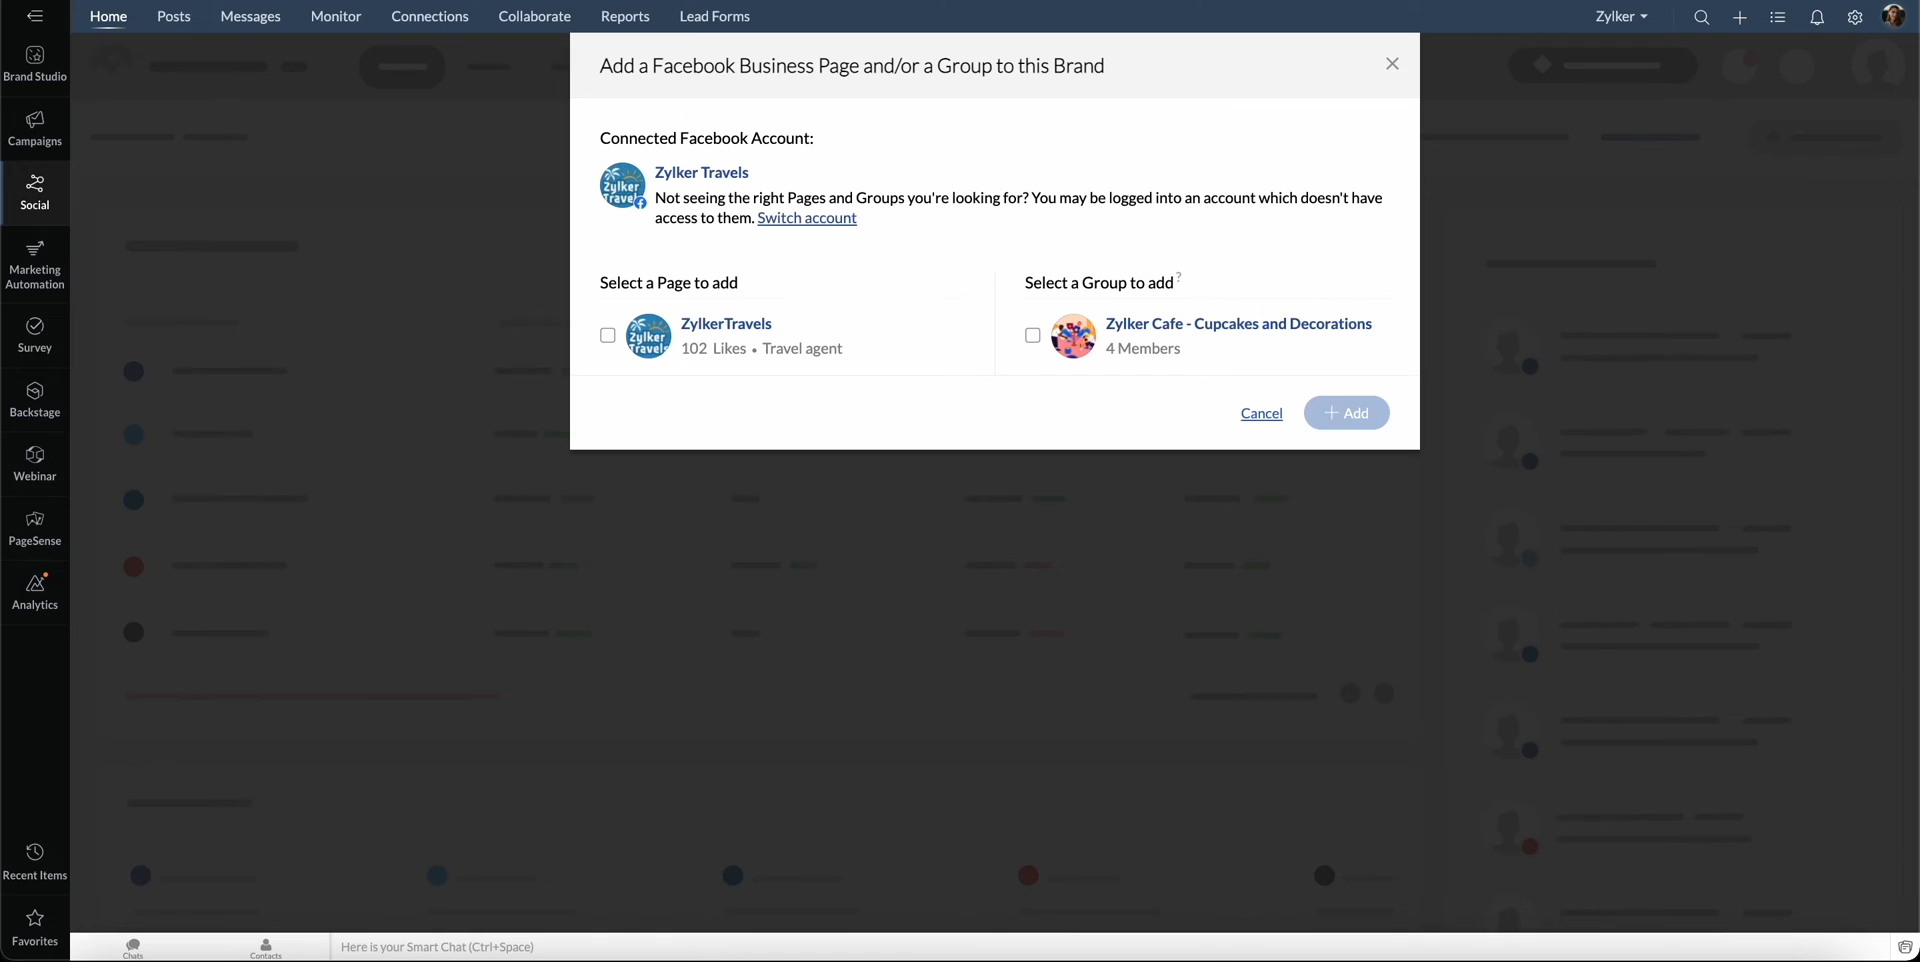 Home Posts Messages Monitor Connections Collaborate Reports Lead Forms Zylker
Brand Studio
Campaigns
Social
Marketing
Automation
Survey
Backstage
Webinar
PageSense
Analytics
Recent Items
Favorites
Add a Facebook Business Page and/or a Group to this Brand
Connected Facebook Account:
Zylker
Travels
Zylker Travels
Not seeing the right Pages and Groups you're looking for? You may be logged into an account which doesn't have
access to them. Switch account
Select a Page to add
Zylker
Travels
ZylkerTravels
102 Likes • Travel agent
Select a Group to add ?
Zylker Cafe - Cupcakes and Decorations
4 Members
Cancel + Add
Chats Contacts Here is your Smart Chat (Ctrl+Space)